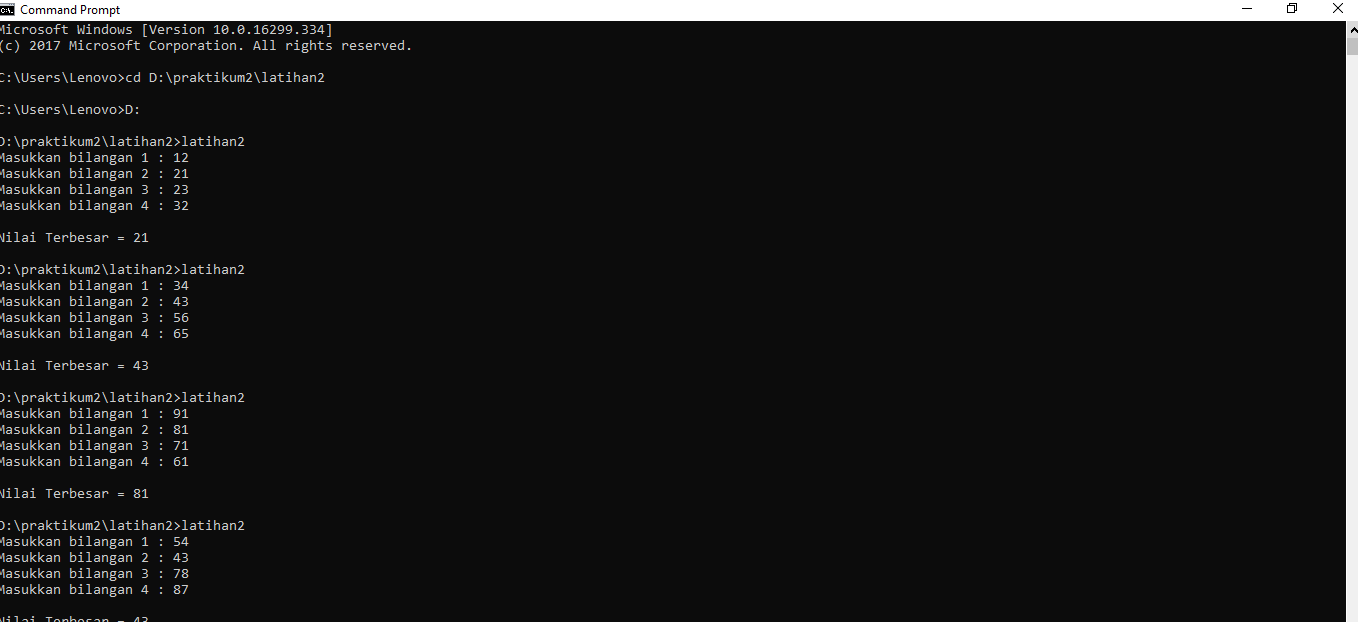 Command Prompt
Microsoft Windows [Version 10.0.16299.334]
(c) 2017 Microsoft Corporation. All rights reserved.
C:\Users\Lenovo>cd D:\praktikum2\latihan2
C:\Users\Lenovo>D:
D:\praktikum2\latihan2>latihan2
Masukkan bilangan 1 : 12
Masukkan bilangan 2 : 21
Masukkan bilangan 3 : 23
Masukkan bilangan 4 : 32
Nilai Terbesar = 21
D:\praktikum2\latihan2>latihan2
Masukkan bilangan 1 : 34
Masukkan bilangan 2 : 43
Masukkan bilangan 3 : 56
Masukkan bilangan 4 : 65
Nilai Terbesar = 43
D:\praktikum2\latihan2>latihan2
Masukkan bilangan 1 : 91
Masukkan bilangan 2 : 81
Masukkan bilangan 3 : 71
Masukkan bilangan 4 : 61
Nilai Terbesar = 81
D:\praktikum2\latihan2>latihan2
Masukkan bilangan 1 : 54
Masukkan bilangan 2 : 43
Masukkan bilangan 3 : 78
Masukkan bilangan 4 : 87
Nilai Terbesar = 43